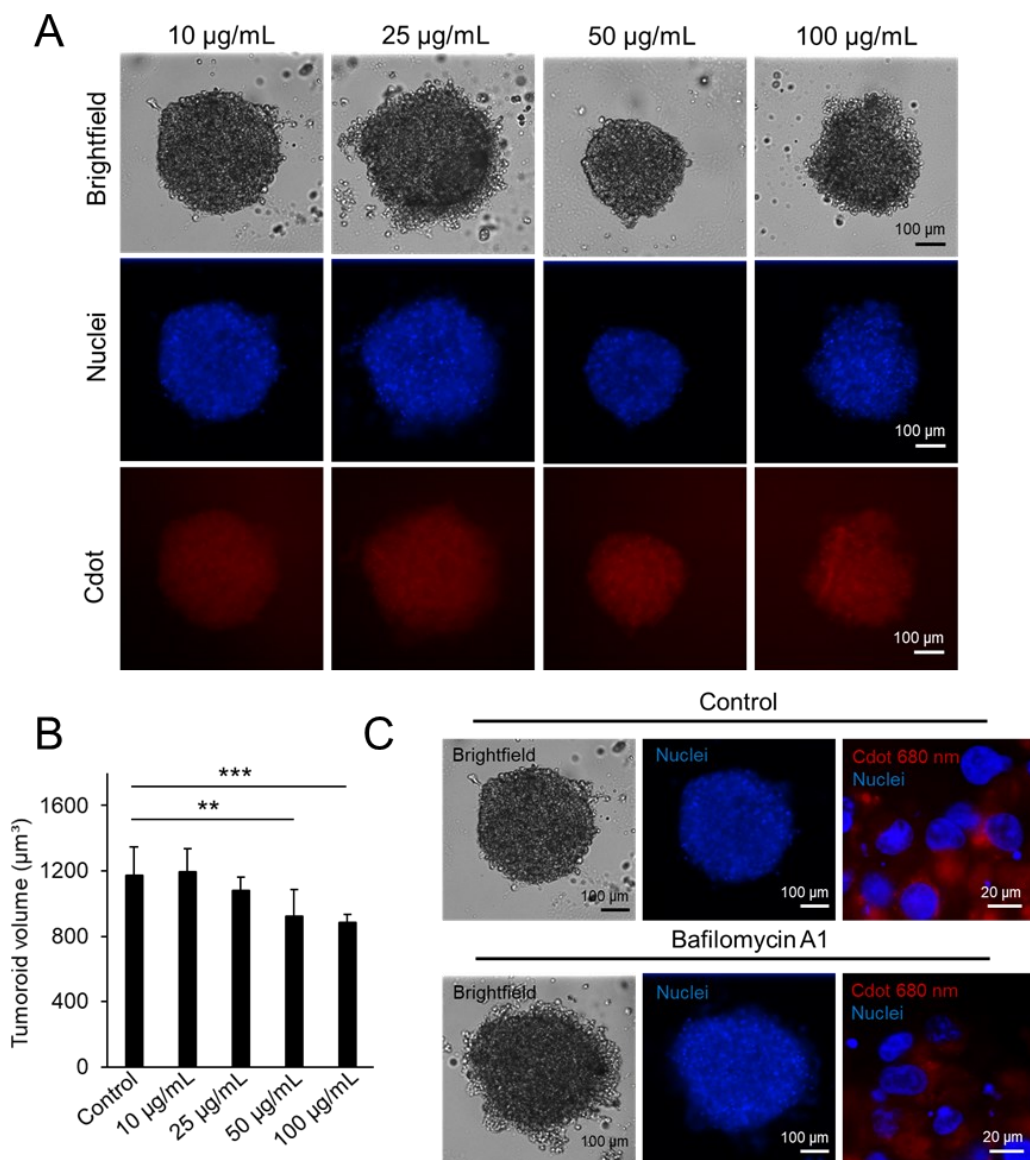 A
10 µg/mL
25 µg/mL
50 µg/mL
100 µg/mL
Brightfield
100 µm
Nuclei
100 µm
Cdot
100 µm
B
***
**
1600
1200
800
400
0
Tumoroid volume (µm³)
Control
10 µg/mL
25 µg/mL
50 µg/mL
100 µg/mL
C
Control
Brightfield
100 µm
Nuclei
100 µm
Cdot 680 nm
Nuclei
20 µm
Bafilomycin A1
Brightfield
100 µm
Nuclei
100 µm
Cdot 680 nm
Nuclei
20 µm